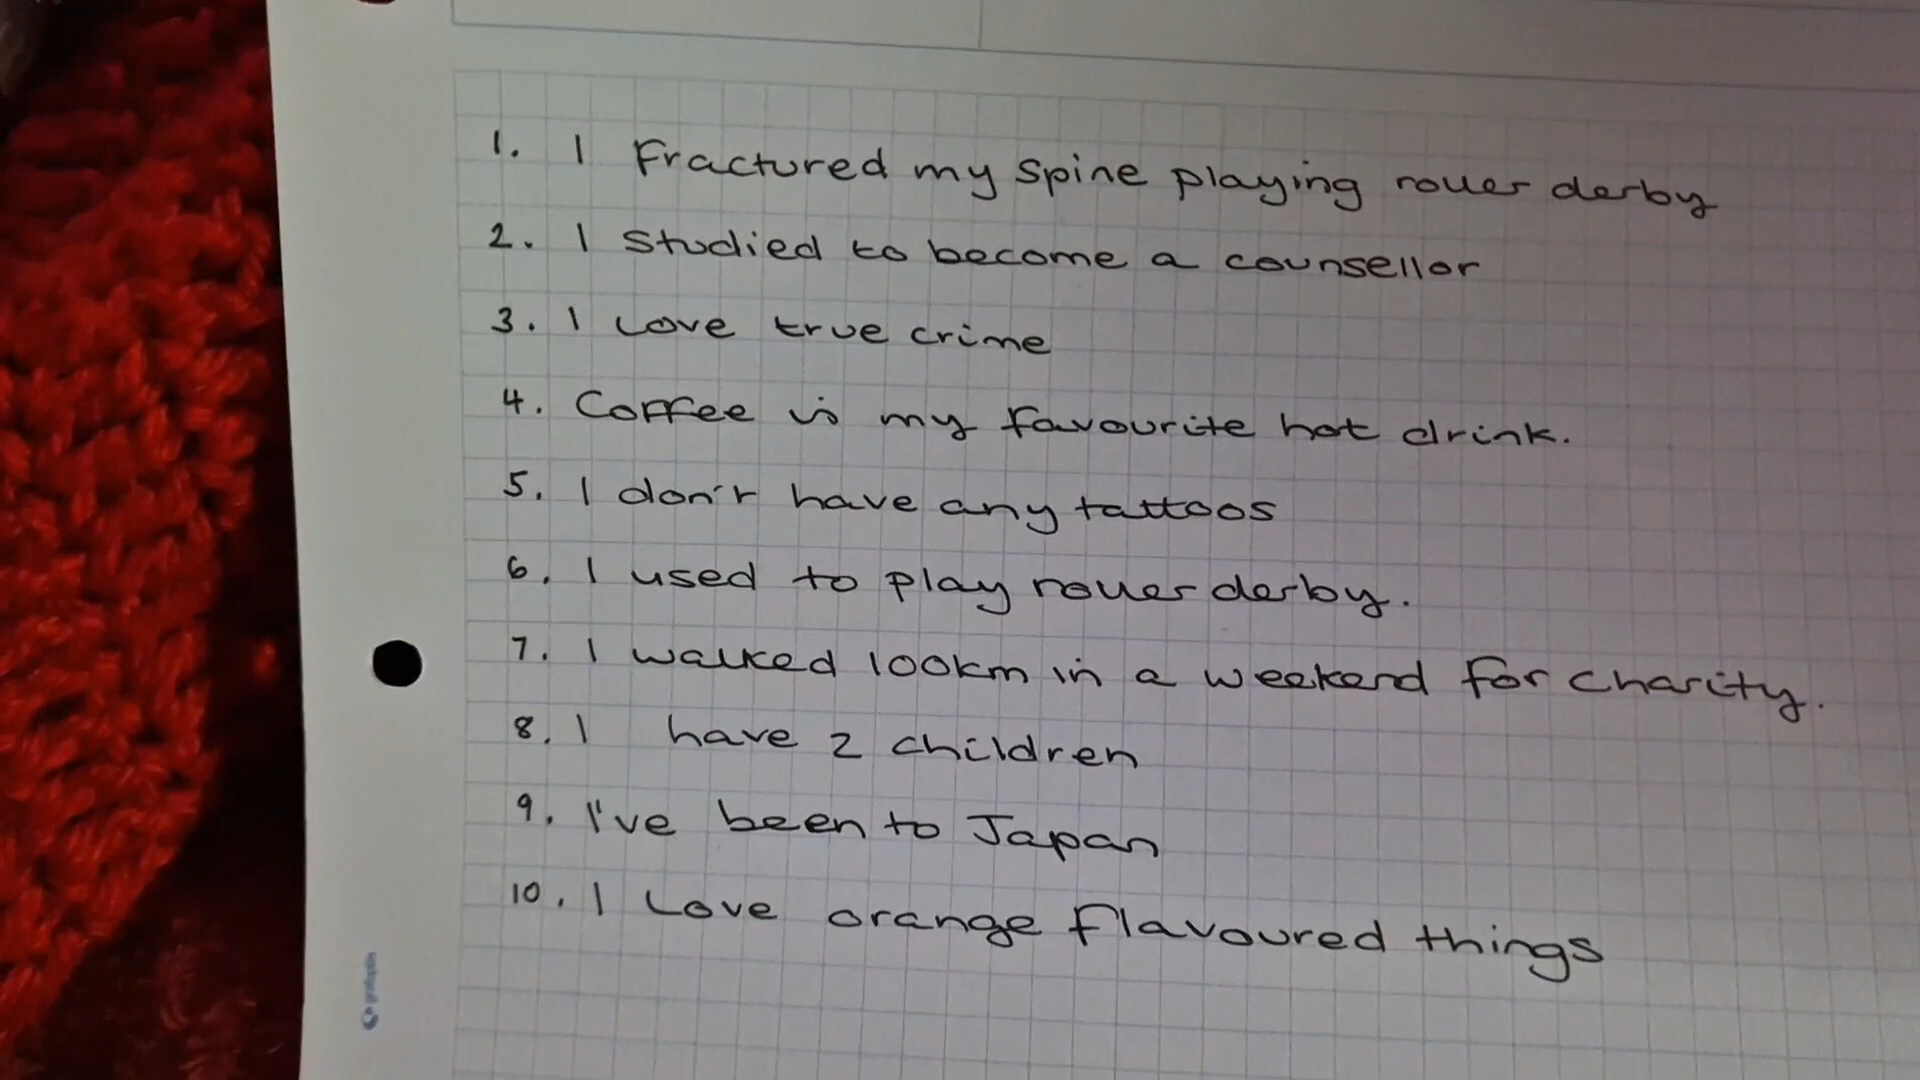 1. I Fractured my spine playing roller derby
2. I studied to become a counsellor
3. I Love true crime
4. Coffee is my favourite hot drink.
5. I don't have any tattoos
6. I used to play roller derby.
7. I walked 100km in a weekend for charity.
8. I have 2 children
9. I've been to Japan
10. I Love orange flavoured things